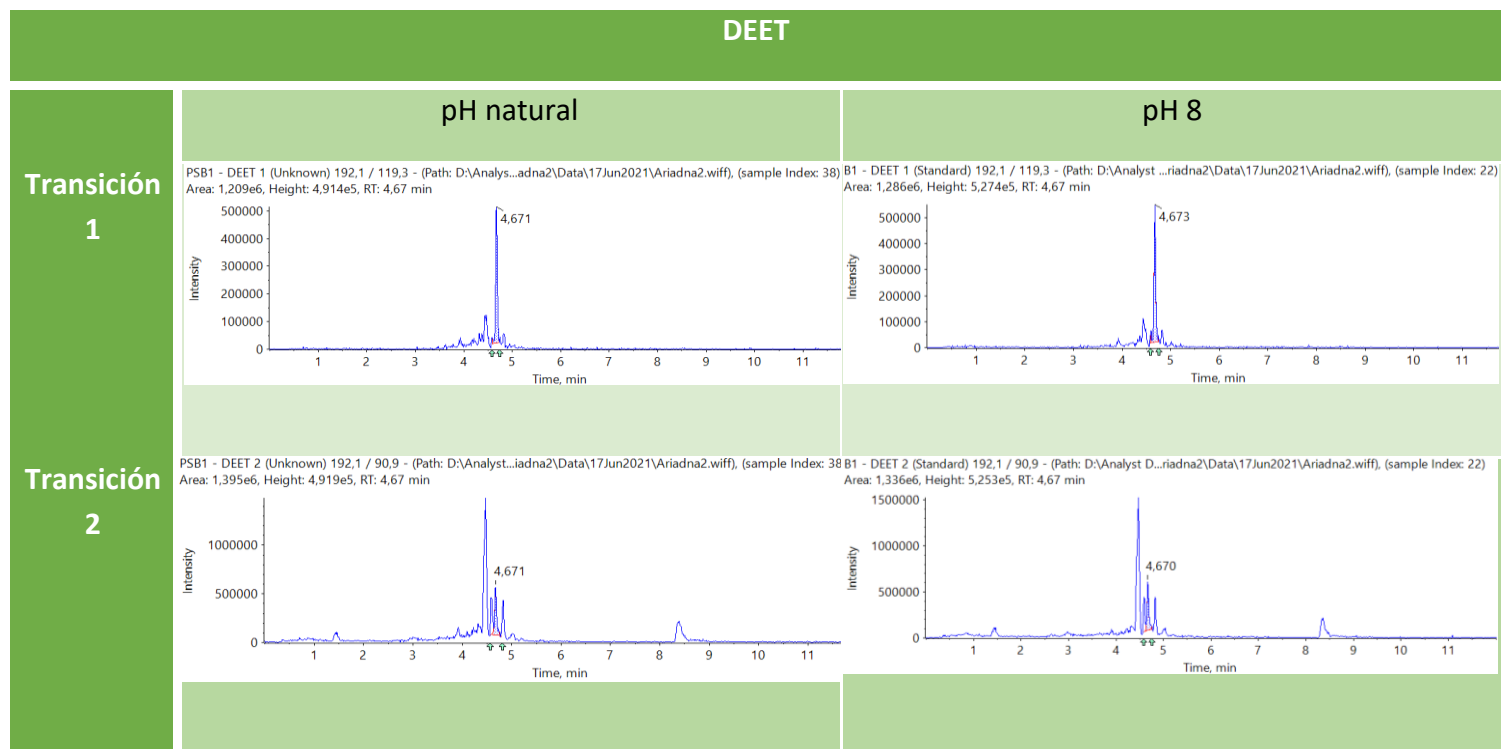 DEET
pH natural
pH 8
Transición
1
PSB1 - DEET 1 (Unknown) 192,1 / 119,3 - (Path: D:\Analys...adna2\Data\17Jun2021\Ariadna2.wiff), (sample Index: 38)
Area: 1,209e6, Height: 4,914e5, RT: 4,67 min
4,671
500000
400000
300000
200000
100000
0
Intensity
1 2 3 4 5 6 7 8 9 10 11
Time, min
B1 - DEET 1 (Standard) 192,1 / 119,3 - (Path: D:\Analyst ...riadna2\Data\17Jun2021\Ariadna2.wiff), (sample Index: 22)
Area: 1,286e6, Height: 5,274e5, RT: 4,67 min
4,673
500000
400000
300000
200000
100000
0
Intensity
1 2 3 4 5 6 7 8 9 10 11
Time, min
Transición
2
PSB1 - DEET 2 (Unknown) 192,1 / 90,9 - (Path: D:\Analyst...iadna2\Data\17Jun2021\Ariadna2.wiff), (sample Index: 38
Area: 1,395e6, Height: 4,919e5, RT: 4,67 min
1000000
4,671
500000
0
Intensity
1 2 3 4 5 6 7 8 9 10 11
Time, min
B1 - DEET 2 (Standard) 192,1 / 90,9 - (Path: D:\Analyst D...riadna2\Data\17Jun2021\Ariadna2.wiff), (sample Index: 22)
Area: 1,336e6, Height: 5,253e5, RT: 4,67 min
1500000
1000000
4,670
500000
0
Intensity
1 2 3 4 5 6 7 8 9 10 11
Time, min